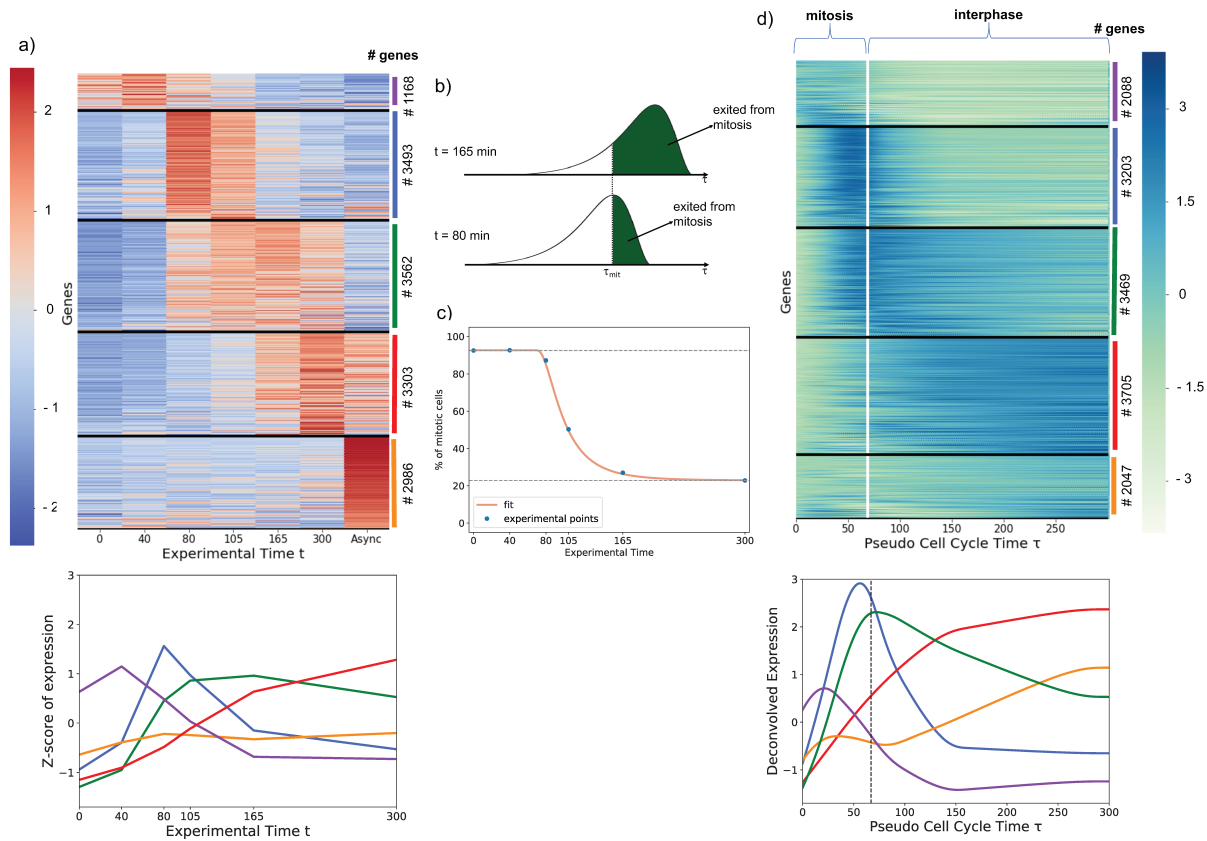 a)
# genes
2
1
0
- 1
- 2
Genes
# 1168
# 3493
# 3562
# 3303
# 2986
0 40 80 105 165 300 Async
Experimental Time t
3
2
1
0
−1
Z-score of expression
0 40 80 105 165 300
Experimental Time t
b)
exited from
mitosis
t = 165 min
τ
exited from
mitosis
t = 80 min
τmit
τ
c)
100
80
60
40
20
0
% of mitotic cells
fit
experimental points
0 40 80 105 165 300
Experimental Time
d)
mitosis interphase
# genes
Genes
# 2088
# 3203
# 3469
# 3705
# 2047
3
1.5
0
- 1.5
- 3
0 50 100 150 200 250
Pseudo Cell Cycle Time τ
3
2
1
0
−1
Deconvolved Expression
0 50 100 150 200 250 300
Pseudo Cell Cycle Time τ